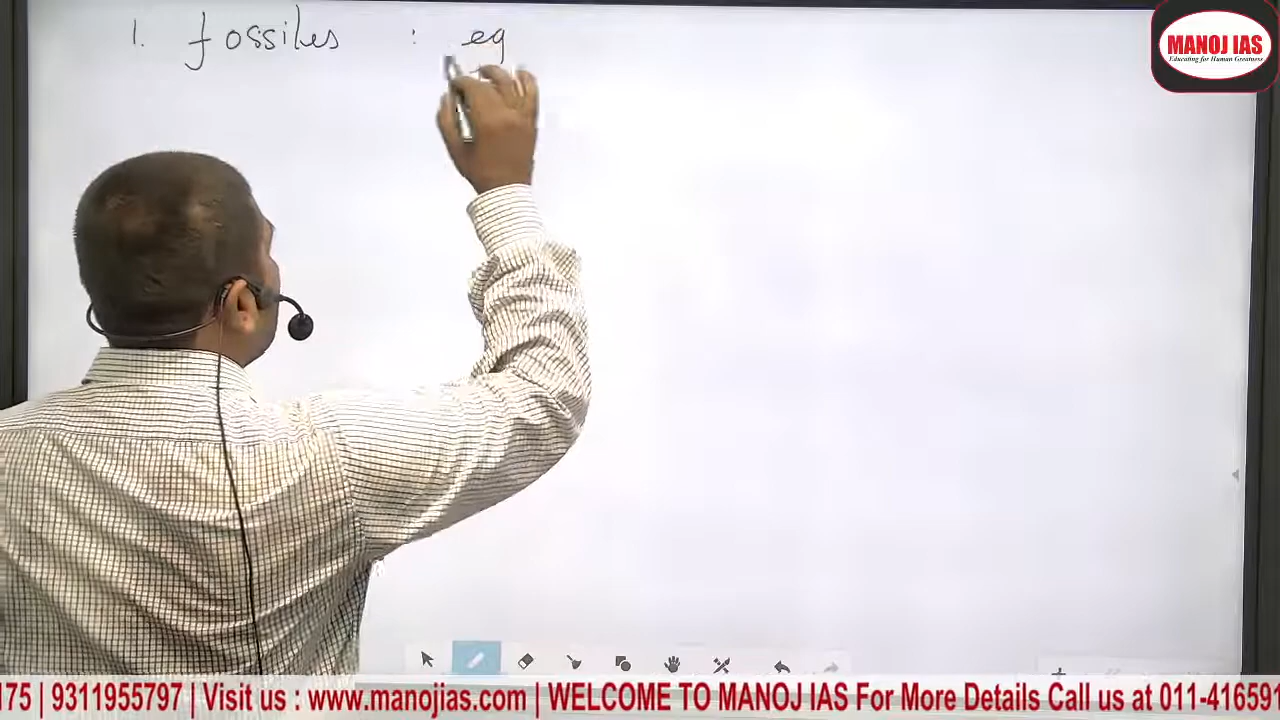 1. fossiles : eg
MANOJ IAS
Educating for Human Greatness
175 | 9311955797 | Visit us : www.manojias.com | WELCOME TO MANOJ IAS For More Details Call us at 011-416591